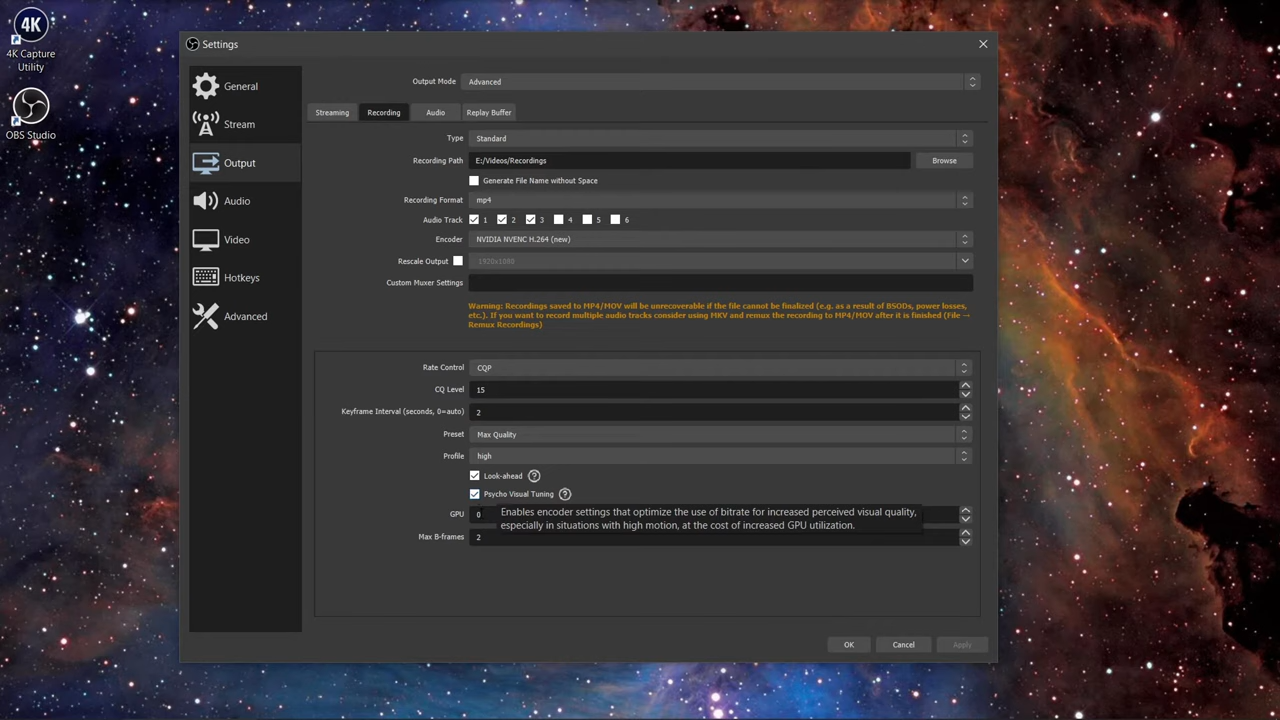 4K
4K Capture
Utility
OBS Studio
Settings
General
Stream
Output
Audio
Video
Hotkeys
Advanced
Output Mode Advanced
Streaming Recording Audio Replay Buffer
Type Standard
Recording Path E:/Videos/Recordings Browse
Generate File Name without Space
Recording Format mp4
Audio Track 1 2 3 4 5 6
Encoder NVIDIA NVENC H.264 (new)
Rescale Output 1920x1080
Custom Muxer Settings
Warning: Recordings saved to MP4/MOV will be unrecoverable if the file cannot be finalized (e.g. as a result of BSODs, power losses,
etc.). If you want to record multiple audio tracks consider using MKV and remux the recording to MP4/MOV after it is finished (File →
Remux Recordings)
Rate Control CQP
CQ Level 15
Keyframe Interval (seconds, 0=auto) 2
Preset Max Quality
Profile high
Look-ahead ?
Psycho Visual Tuning ?
GPU 0
Enables encoder settings that optimize the use of bitrate for increased perceived visual quality,
especially in situations with high motion, at the cost of increased GPU utilization.
Max B-frames 2
OK Cancel Apply